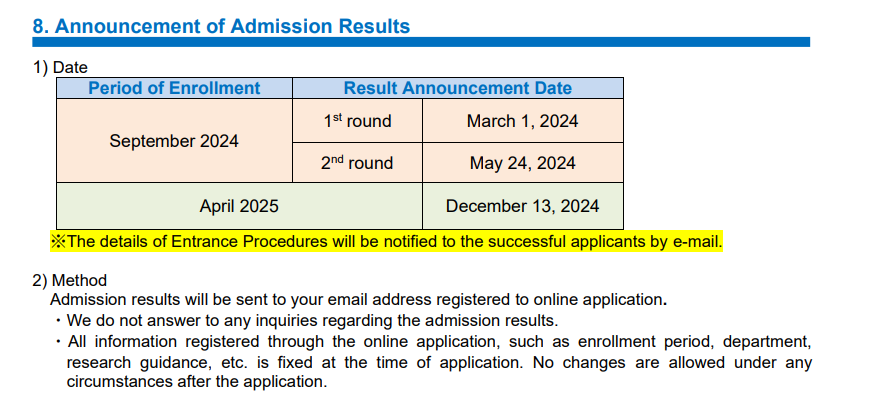 8. Announcement of Admission Results
1) Date
Period of Enrollment Result Announcement Date
September 2024
1st round March 1, 2024
2nd round May 24, 2024
April 2025 December 13, 2024
※The details of Entrance Procedures will be notified to the successful applicants by e-mail.
2) Method
Admission results will be sent to your email address registered to online application.
・We do not answer to any inquiries regarding the admission results.
・All information registered through the online application, such as enrollment period, department,
research guidance, etc. is fixed at the time of application. No changes are allowed under any
circumstances after the application.